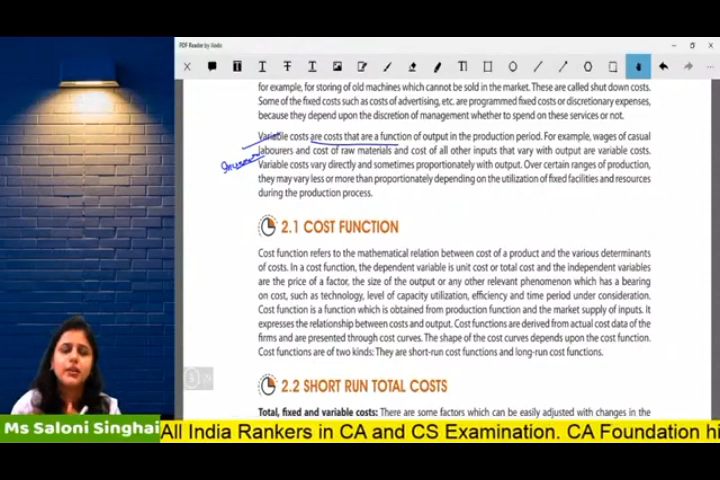 PDF Reader by Xodo
for example, for storing of old machines which cannot be sold in the market. These are called shut down costs.
Some of the fixed costs such as costs of advertising, etc. are programmed fixed costs or discretionary expenses,
because they depend upon the discretion of management whether to spend on these services or not.
Variable costs are costs that are a function of output in the production period. For example, wages of casual
labourers and cost of raw materials and cost of all other inputs that vary with output are variable costs.
Variable costs vary directly and sometimes proportionately with output. Over certain ranges of production,
they may vary less or more than proportionately depending on the utilization of fixed facilities and resources
during the production process.
2.1 COST FUNCTION
Cost function refers to the mathematical relation between cost of a product and the various determinants
of costs. In a cost function, the dependent variable is unit cost or total cost and the independent variables
are the price of a factor, the size of the output or any other relevant phenomenon which has a bearing
on cost, such as technology, level of capacity utilization, efficiency and time period under consideration.
Cost function is a function which is obtained from production function and the market supply of inputs. It
expresses the relationship between costs and output. Cost functions are derived from actual cost data of the
firms and are presented through cost curves. The shape of the cost curves depends upon the cost function.
Cost functions are of two kinds: They are short-run cost functions and long-run cost functions.
2.2 SHORT RUN TOTAL COSTS
Total, fixed and variable costs: There are some factors which can be easily adjusted with changes in the
Ms Saloni Singhai
All India Rankers in CA and CS Examination. CA Foundation hi